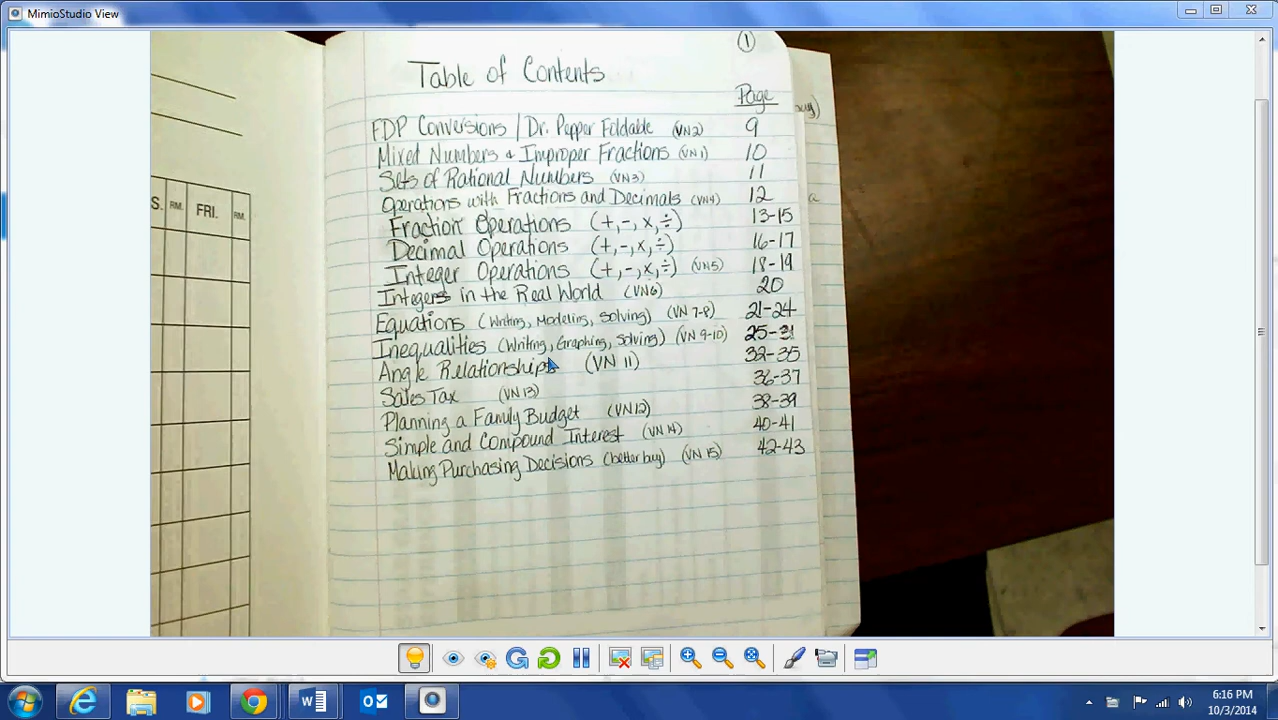 MimioStudio View
①
Table of Contents
Page
FDP Conversions / Dr. Pepper Foldable (VN2) 9
Mixed Numbers & Improper Fractions (VN1) 10
Sets of Rational Numbers (VN3) 11
Operations with Fractions and Decimals (VN4) 12
Fraction Operations (+, -, x, ÷) 13-15
Decimal Operations (+, -, x, ÷) 16-17
Integer Operations (+, -, x, ÷) (VN5) 18-19
Integers in the Real World (VN6) 20
Equations (Writing, Modeling, Solving) (VN 7-8) 21-24
Inequalities (Writing, Graphing, Solving) (VN 9-10) 25-31
Angle Relationships (VN 11) 32-35
Sales Tax (VN 13) 36-37
Planning a Family Budget (VN 12) 38-39
Simple and Compound Interest (VN 14) 40-41
Making Purchasing Decisions (better buy) (VN 15) 42-43
S. RM. FRI. RM.
6:16 PM
10/3/2014